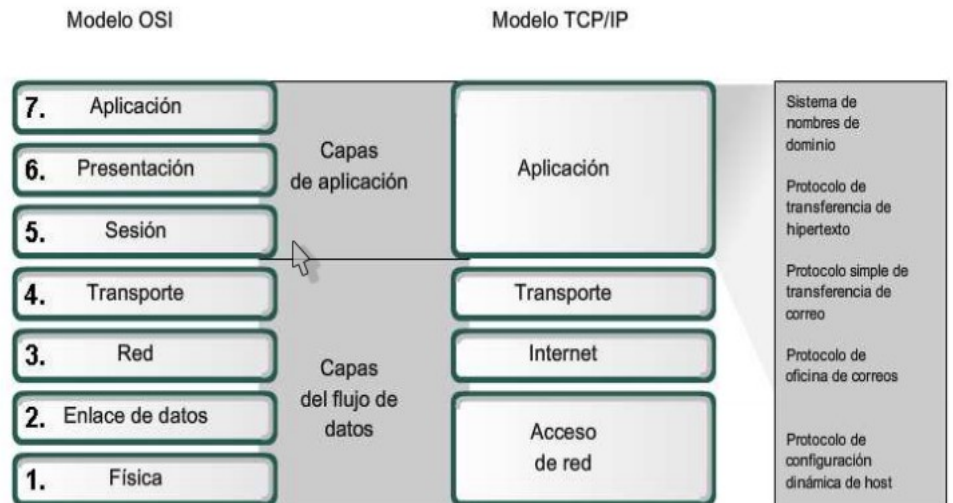 Modelo OSI
Modelo TCP/IP
7. Aplicación
6. Presentación
5. Sesión
4. Transporte
3. Red
2. Enlace de datos
1. Física
Capas
de aplicación
Capas
del flujo de
datos
Aplicación
Transporte
Internet
Acceso
de red
Sistema de
nombres de
dominio
Protocolo de
transferencia de
hipertexto
Protocolo simple de
transferencia de
correo
Protocolo de
oficina de correos
Protocolo de
configuración
dinámica de host